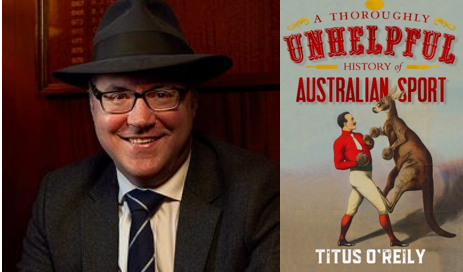 A THOROUGHLY
UNHELPFUL
HISTORY of
AUSTRALIAN SPORT
TITUS O'REILY